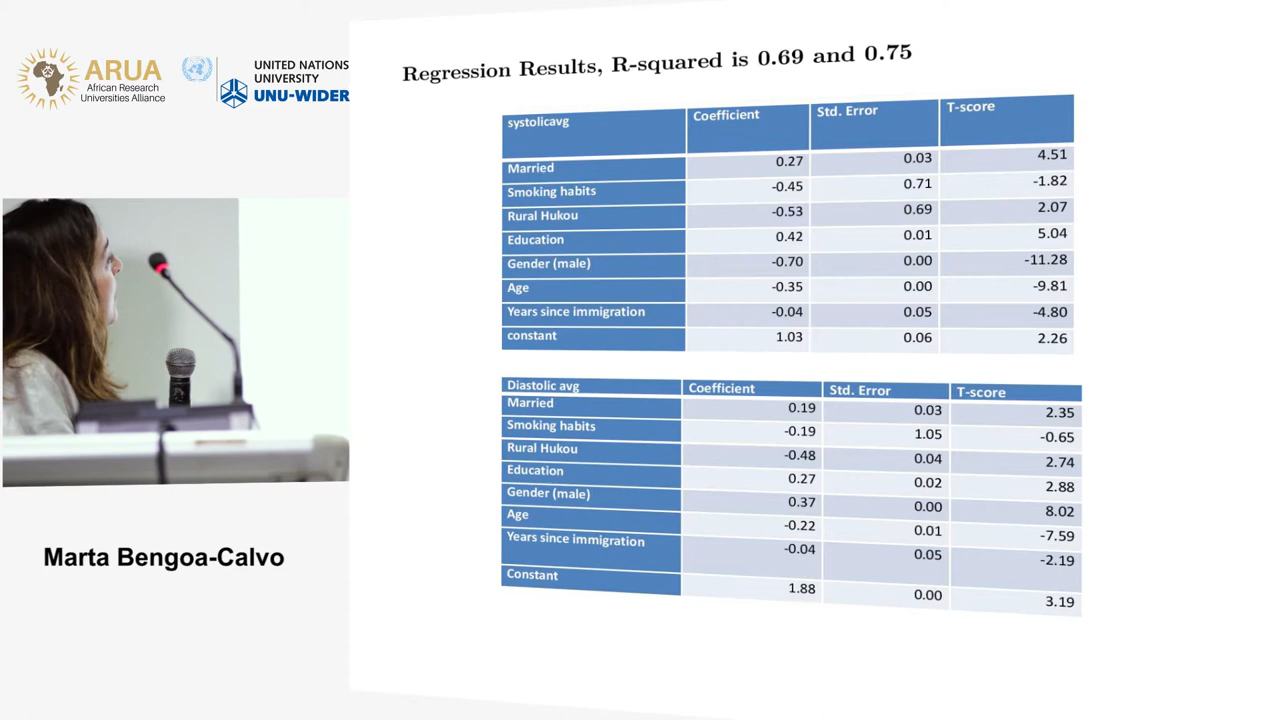 ARUA
African Research
Universities Alliance
UNITED NATIONS
UNIVERSITY
UNU-WIDER
Regression Results, R-squared is 0.69 and 0.75
systolicavg Coefficient Std. Error T-score
Married 0.27 0.03 4.51
Smoking habits -0.45 0.71 -1.82
Rural Hukou -0.53 0.69 2.07
Education 0.42 0.01 5.04
Gender (male) -0.70 0.00 -11.28
Age -0.35 0.00 -9.81
Years since immigration -0.04 0.05 -4.80
constant 1.03 0.06 2.26
Diastolic avg Coefficient Std. Error T-score
Married 0.19 0.03 2.35
Smoking habits -0.19 1.05 -0.65
Rural Hukou -0.48 0.04 2.74
Education 0.27 0.02 2.88
Gender (male) 0.37 0.00 8.02
Age -0.22 0.01 -7.59
Years since immigration -0.04 0.05 -2.19
Constant 1.88 0.00 3.19
Marta Bengoa-Calvo